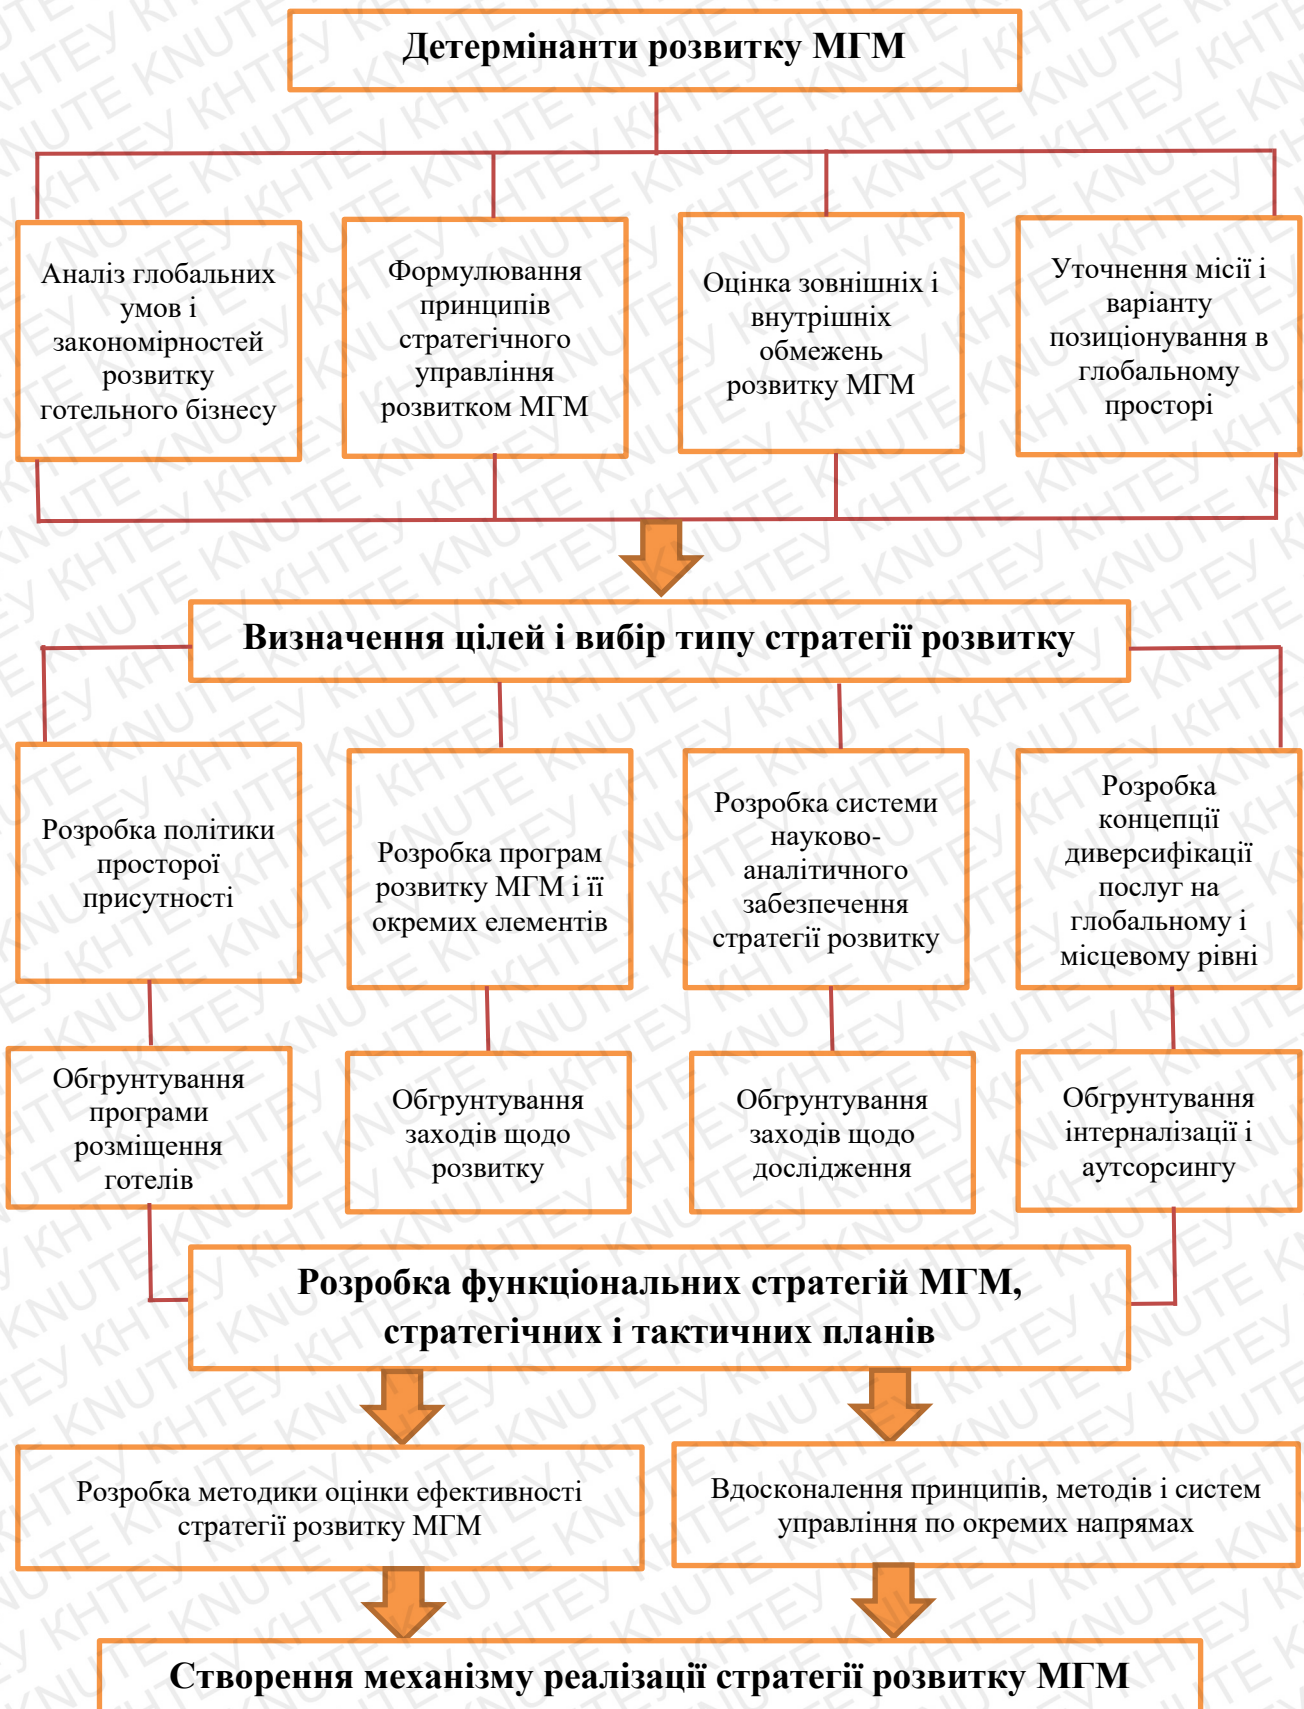 Детермінанти розвитку МГМ
Аналіз глобальних
умов і
закономірностей
розвитку
готельного бізнесу
Формулювання
принципів
стратегічного
управління
розвитком МГМ
Оцінка зовнішніх і
внутрішніх
обмежень
розвитку МГМ
Уточнення місії і
варіанту
позиціонування в
глобальному
просторі
Визначення цілей і вибір типу стратегії розвитку
Розробка політики
просторої
присутності
Розробка програм
розвитку МГМ і її
окремих елементів
Розробка системи
науково-
аналітичного
забезпечення
стратегії розвитку
Розробка
концепції
диверсифікації
послуг на
глобальному і
місцевому рівні
Обгрунтування
програми
розміщення
готелів
Обгрунтування
заходів щодо
розвитку
Обгрунтування
заходів щодо
дослідження
Обгрунтування
інтерналізації і
аутсорсингу
Розробка функціональних стратегій МГМ,
стратегічних і тактичних планів
Розробка методики оцінки ефективності
стратегії розвитку МГМ
Вдосконалення принципів, методів і систем
управління по окремих напрямах
Створення механізму реалізації стратегії розвитку МГМ